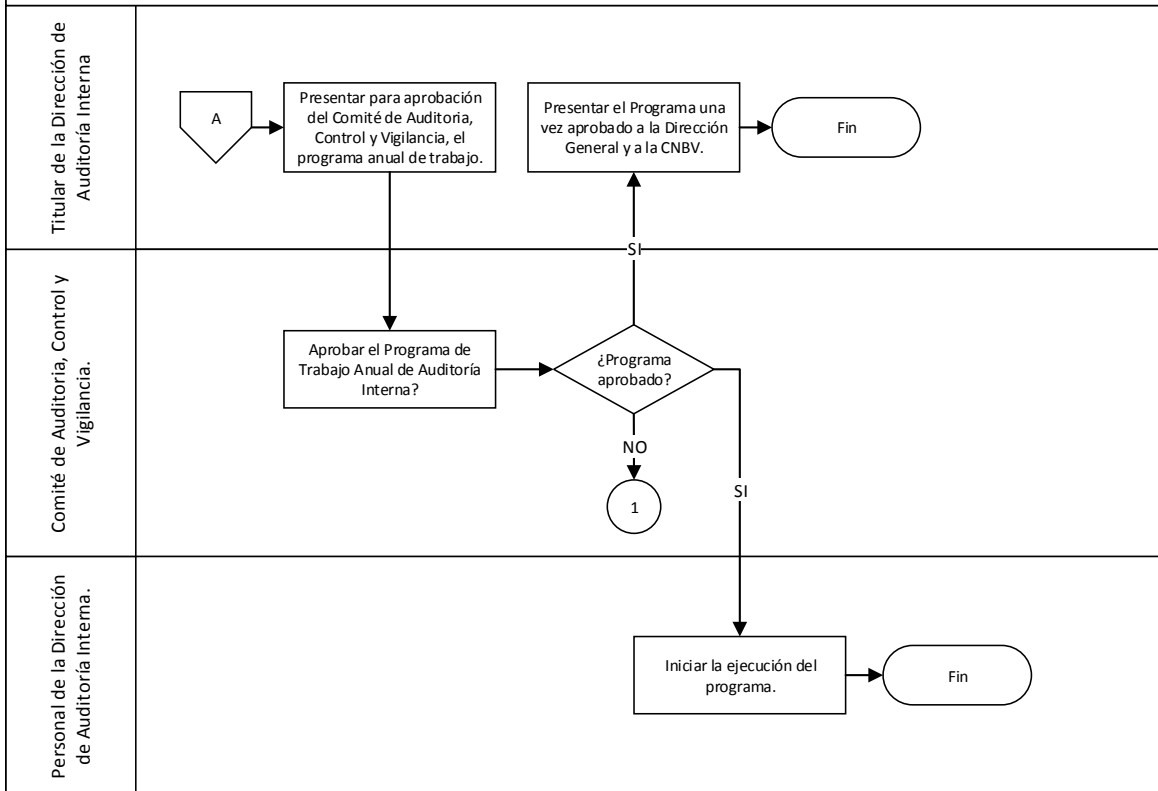 Titular de la Dirección de
Auditoría Interna
A
Presentar para aprobación
del Comité de Auditoria,
Control y Vigilancia, el
programa anual de trabajo.
Presentar el Programa una
vez aprobado a la Dirección
General y a la CNBV.
Fin
SI
Comité de Auditoria, Control y
Vigilancia.
Aprobar el Programa de
Trabajo Anual de Auditoría
Interna?
¿Programa
aprobado?
NO
1
SI
Personal de la Dirección
de Auditoría Interna.
Iniciar la ejecución del
programa.
Fin